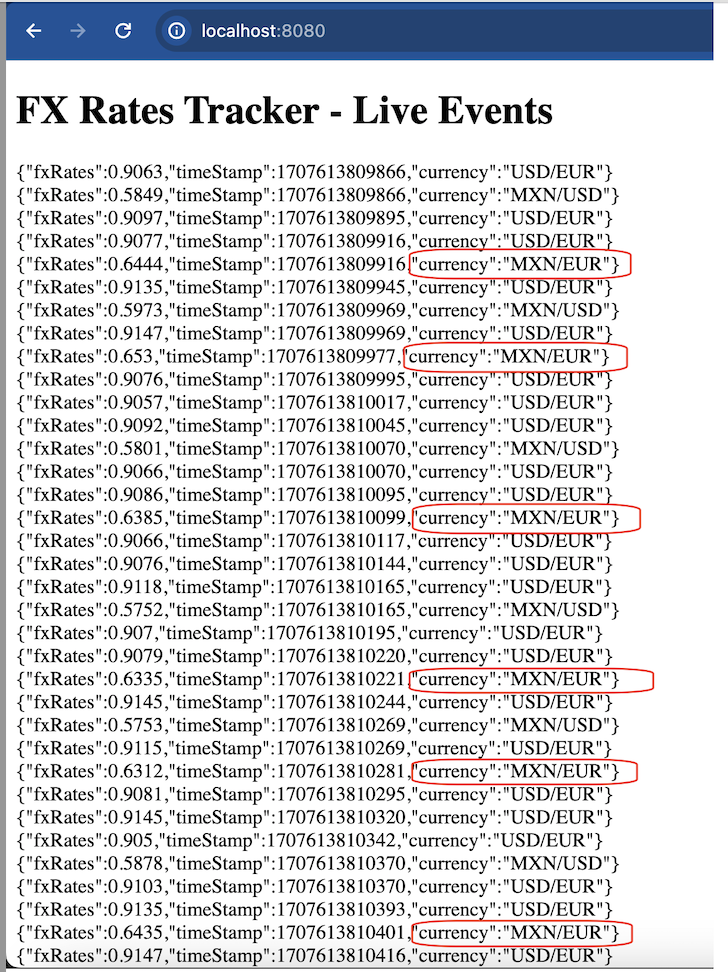 localhost:8080
FX Rates Tracker - Live Events
{"fxRates":0.9063,"timeStamp":1707613809866,"currency":"USD/EUR"}
{"fxRates":0.5849,"timeStamp":1707613809866,"currency":"MXN/USD"}
{"fxRates":0.9097,"timeStamp":1707613809895,"currency":"USD/EUR"}
{"fxRates":0.9077,"timeStamp":1707613809916,"currency":"USD/EUR"}
{"fxRates":0.6444,"timeStamp":1707613809916,"currency":"MXN/EUR"}
{"fxRates":0.9135,"timeStamp":1707613809945,"currency":"USD/EUR"}
{"fxRates":0.5973,"timeStamp":1707613809969,"currency":"MXN/USD"}
{"fxRates":0.9147,"timeStamp":1707613809969,"currency":"USD/EUR"}
{"fxRates":0.653,"timeStamp":1707613809977,"currency":"MXN/EUR"}
{"fxRates":0.9076,"timeStamp":1707613809995,"currency":"USD/EUR"}
{"fxRates":0.9057,"timeStamp":1707613810017,"currency":"USD/EUR"}
{"fxRates":0.9092,"timeStamp":1707613810045,"currency":"USD/EUR"}
{"fxRates":0.5801,"timeStamp":1707613810070,"currency":"MXN/USD"}
{"fxRates":0.9066,"timeStamp":1707613810070,"currency":"USD/EUR"}
{"fxRates":0.9086,"timeStamp":1707613810095,"currency":"USD/EUR"}
{"fxRates":0.6385,"timeStamp":1707613810099,"currency":"MXN/EUR"}
{"fxRates":0.9066,"timeStamp":1707613810117,"currency":"USD/EUR"}
{"fxRates":0.9076,"timeStamp":1707613810144,"currency":"USD/EUR"}
{"fxRates":0.9118,"timeStamp":1707613810165,"currency":"USD/EUR"}
{"fxRates":0.5752,"timeStamp":1707613810165,"currency":"MXN/USD"}
{"fxRates":0.907,"timeStamp":1707613810195,"currency":"USD/EUR"}
{"fxRates":0.9079,"timeStamp":1707613810220,"currency":"USD/EUR"}
{"fxRates":0.6335,"timeStamp":1707613810221,"currency":"MXN/EUR"}
{"fxRates":0.9145,"timeStamp":1707613810244,"currency":"USD/EUR"}
{"fxRates":0.5753,"timeStamp":1707613810269,"currency":"MXN/USD"}
{"fxRates":0.9115,"timeStamp":1707613810269,"currency":"USD/EUR"}
{"fxRates":0.6312,"timeStamp":1707613810281,"currency":"MXN/EUR"}
{"fxRates":0.9081,"timeStamp":1707613810295,"currency":"USD/EUR"}
{"fxRates":0.9145,"timeStamp":1707613810320,"currency":"USD/EUR"}
{"fxRates":0.905,"timeStamp":1707613810342,"currency":"USD/EUR"}
{"fxRates":0.5878,"timeStamp":1707613810370,"currency":"MXN/USD"}
{"fxRates":0.9103,"timeStamp":1707613810370,"currency":"USD/EUR"}
{"fxRates":0.9135,"timeStamp":1707613810393,"currency":"USD/EUR"}
{"fxRates":0.6435,"timeStamp":1707613810401,"currency":"MXN/EUR"}
{"fxRates":0.9147,"timeStamp":1707613810416,"currency":"USD/EUR"}